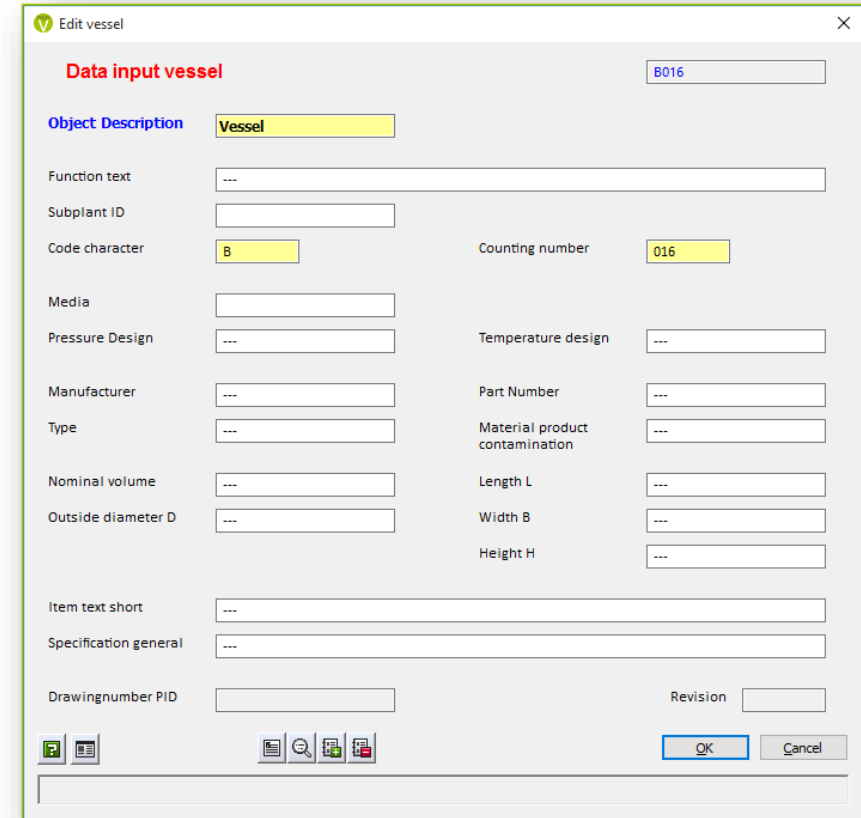 V Edit vessel
Data input vessel B016
Object Description Vessel
Function text ---
Subplant ID
Code character B Counting number 016
Media
Pressure Design --- Temperature design ---
Manufacturer --- Part Number ---
Type --- Material product
contamination ---
Nominal volume --- Length L ---
Outside diameter D --- Width B ---
Height H ---
Item text short ---
Specification general ---
Drawingnumber PID Revision
? OK Cancel